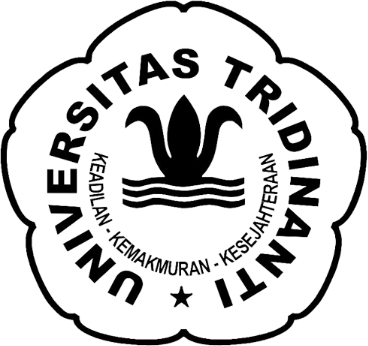 UNIVERSITAS TRIDINANTI
KEADILAN - KEMAKMURAN - KESEJAHTERAAN